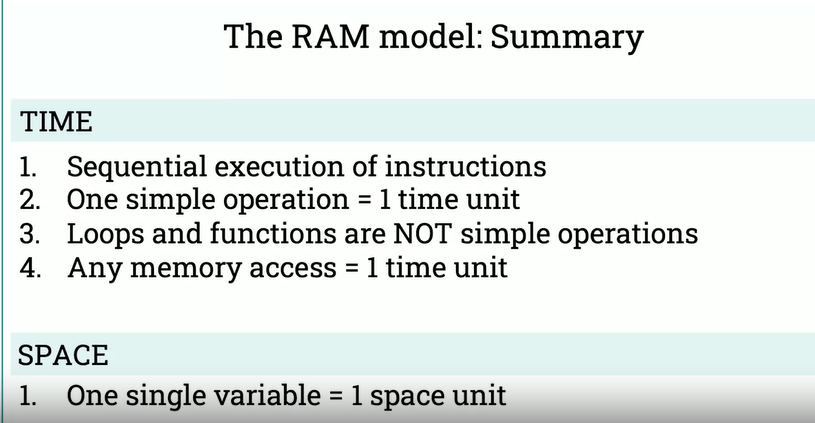 The RAM model: Summary
TIME
1. Sequential execution of instructions
2. One simple operation = 1 time unit
3. Loops and functions are NOT simple operations
4. Any memory access = 1 time unit
SPACE
1. One single variable = 1 space unit